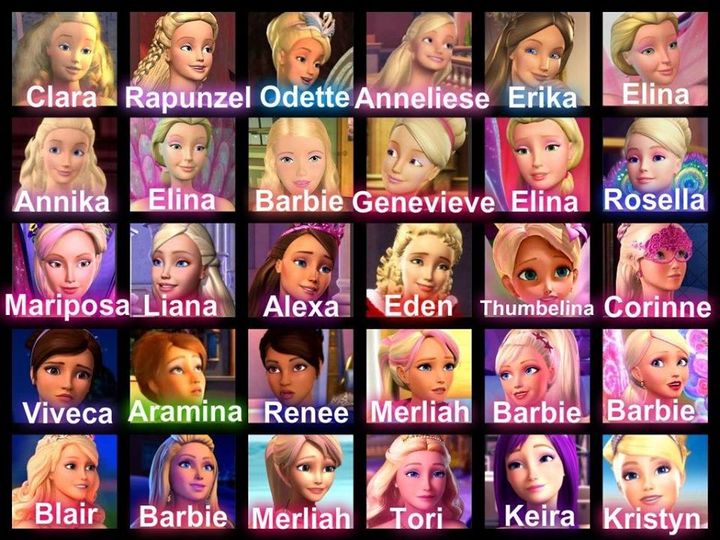 Clara Rapunzel Odette Anneliese Erika Elina
Annika Elina Barbie Genevieve Elina Rosella
Mariposa Liana Alexa Eden Thumbelina Corinne
Viveca Aramina Renee Merliah Barbie Barbie
Blair Barbie Merliah Tori Keira Kristyn